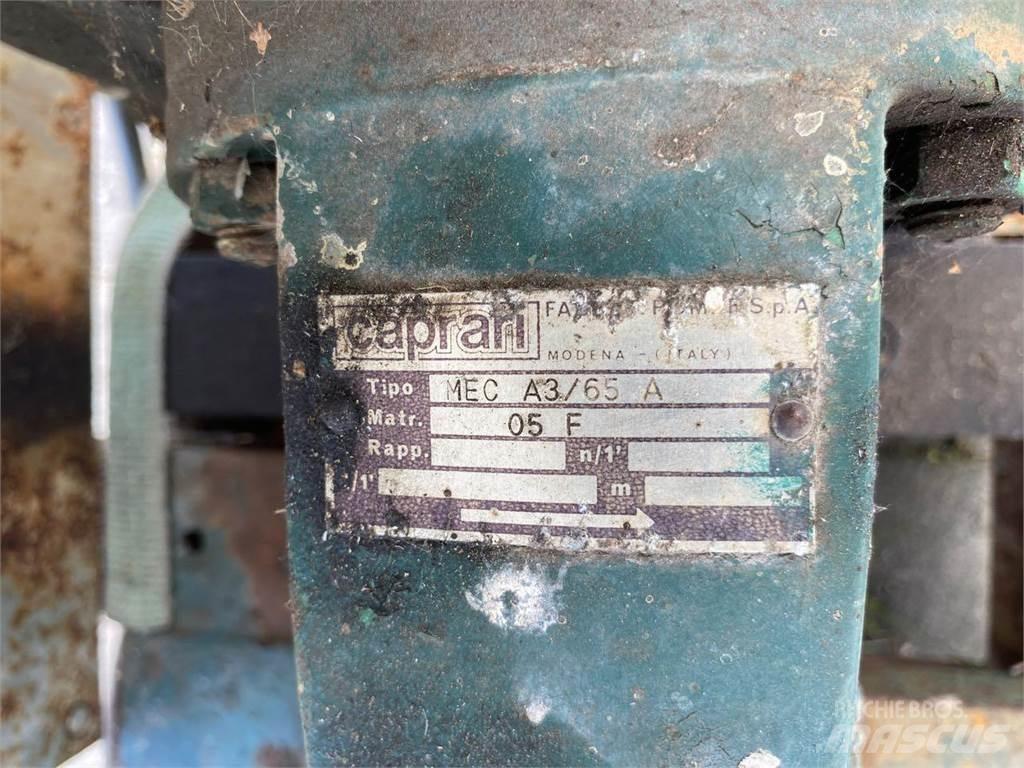 caprari
S.p.A.
MODENA - (ITALY)
Tipo MEC A3/65 A
Matr. 05 F
Rapp. n/1'
/1' m
RITCHIE BROS.
MASCUS